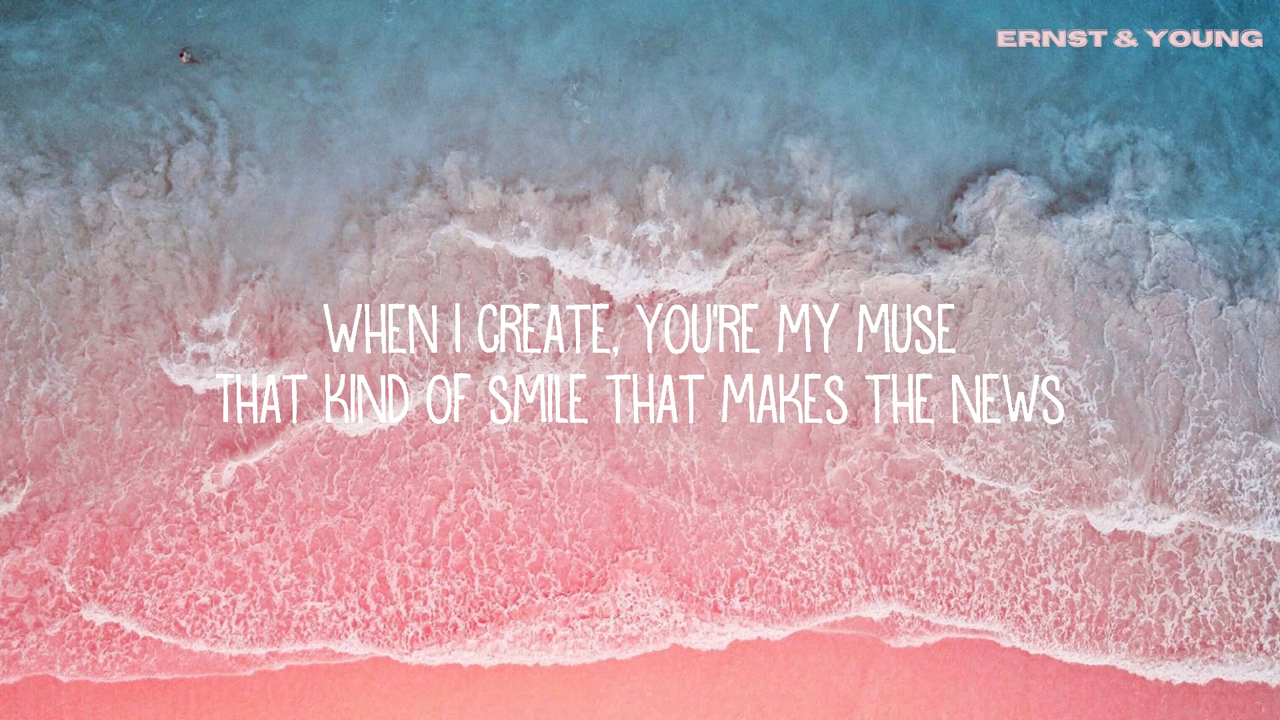 ERNST & YOUNG
WHEN I CREATE, YOU'RE MY MUSE
THAT KIND OF SMILE THAT MAKES THE NEWS